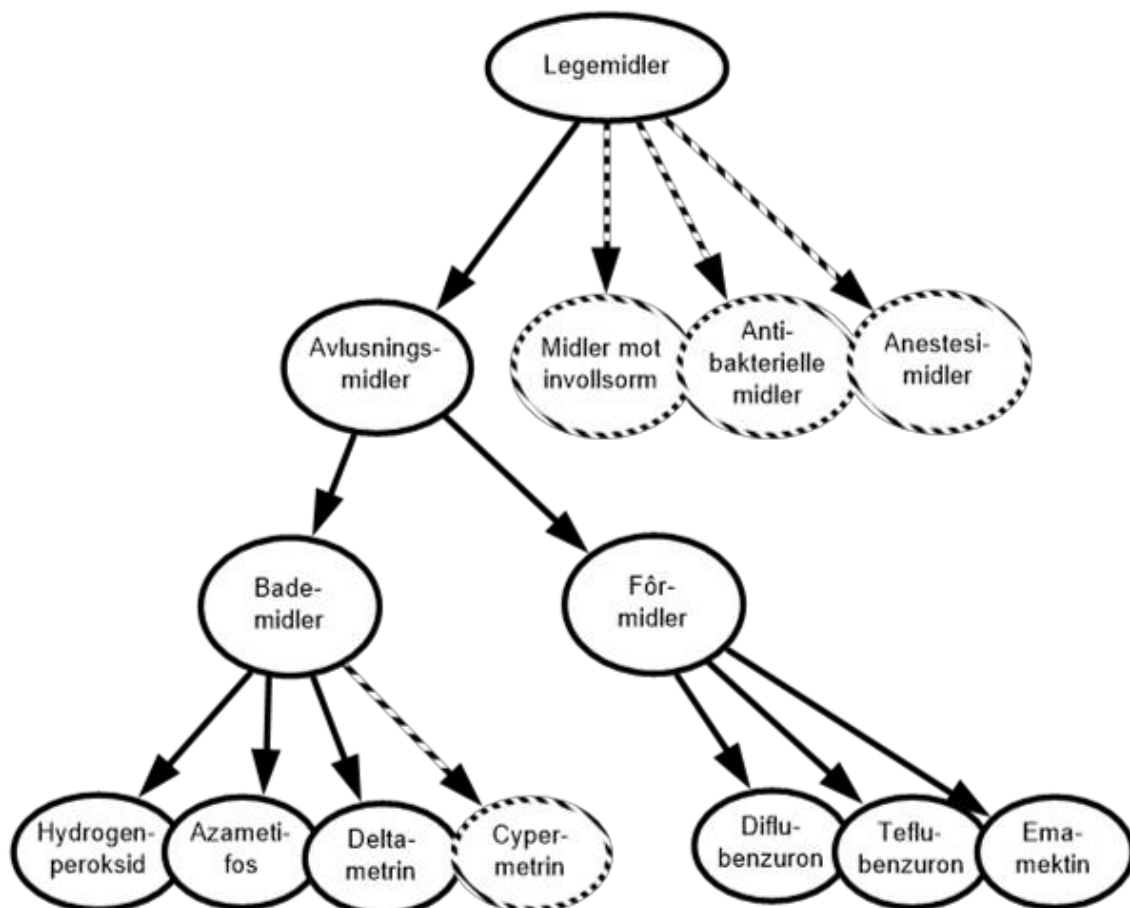 Legemidler
Avlusnings-
midler
Midler mot
involLsorm
Anti-
bakterielle
midler
Anestesi-
midler
Bade-
midler
Fôr-
midler
Hydrogen-
peroksid
Azameti-
fos
Delta-
metrin
Cyper-
metrin
Diflu-
benzuron
Teflu-
benzuron
Ema-
mektin